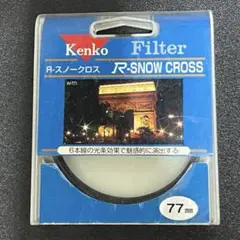 Kenko Filter
R-スノークロス R-SNOW CROSS
with
6本線の光条効果で魅惑的に演出する
77mm